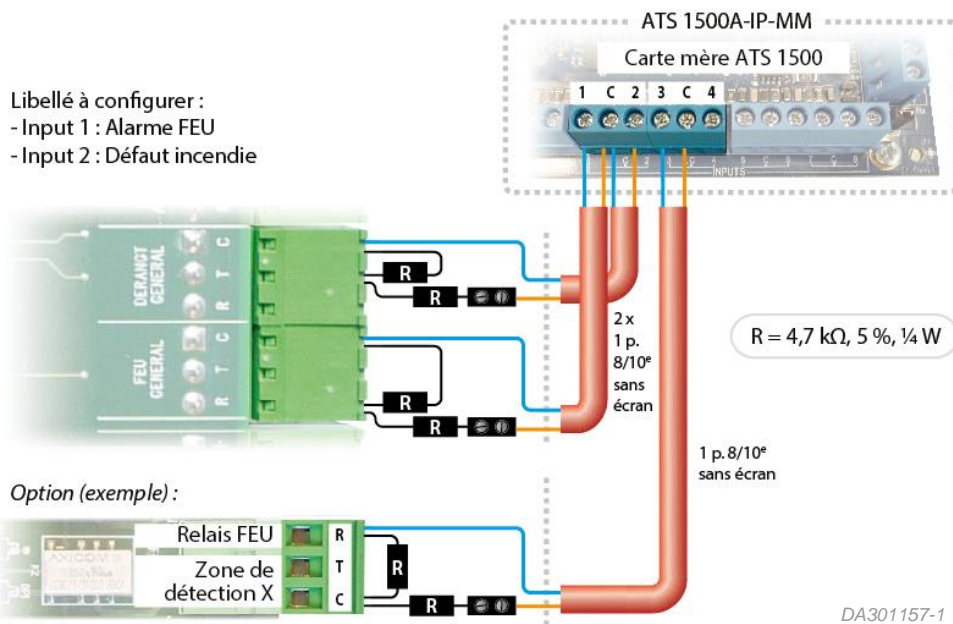 ATS 1500A-IP-MM
Carte mère ATS 1500
1 C 2 3 C 4
INPUTS
Libellé à configurer :
- Input 1 : Alarme FEU
- Input 2 : Défaut incendie
DERANGT
GENERAL
C
T
R
R
R
FEU
GENERAL
C
T
R
R
R
2 x
1 p.
8/10e
sans
écran
R = 4,7 kΩ, 5 %, ¼ W
1 p. 8/10e
sans écran
Option (exemple) :
Relais FEU
Zone de
détection X
R
T
C
R
R
AXICOM
DA301157-1